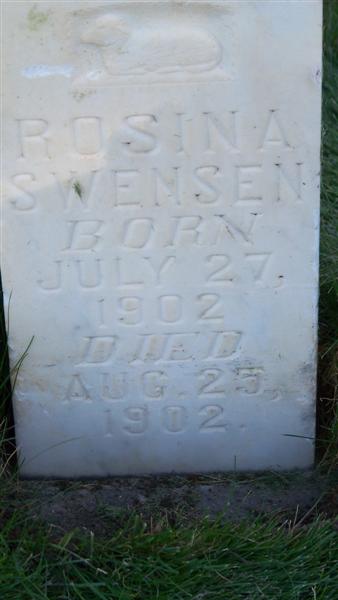 ROSINA
SWENSEN
BORN
JULY 27,
1902
DIED
AUG. 25,
1902.